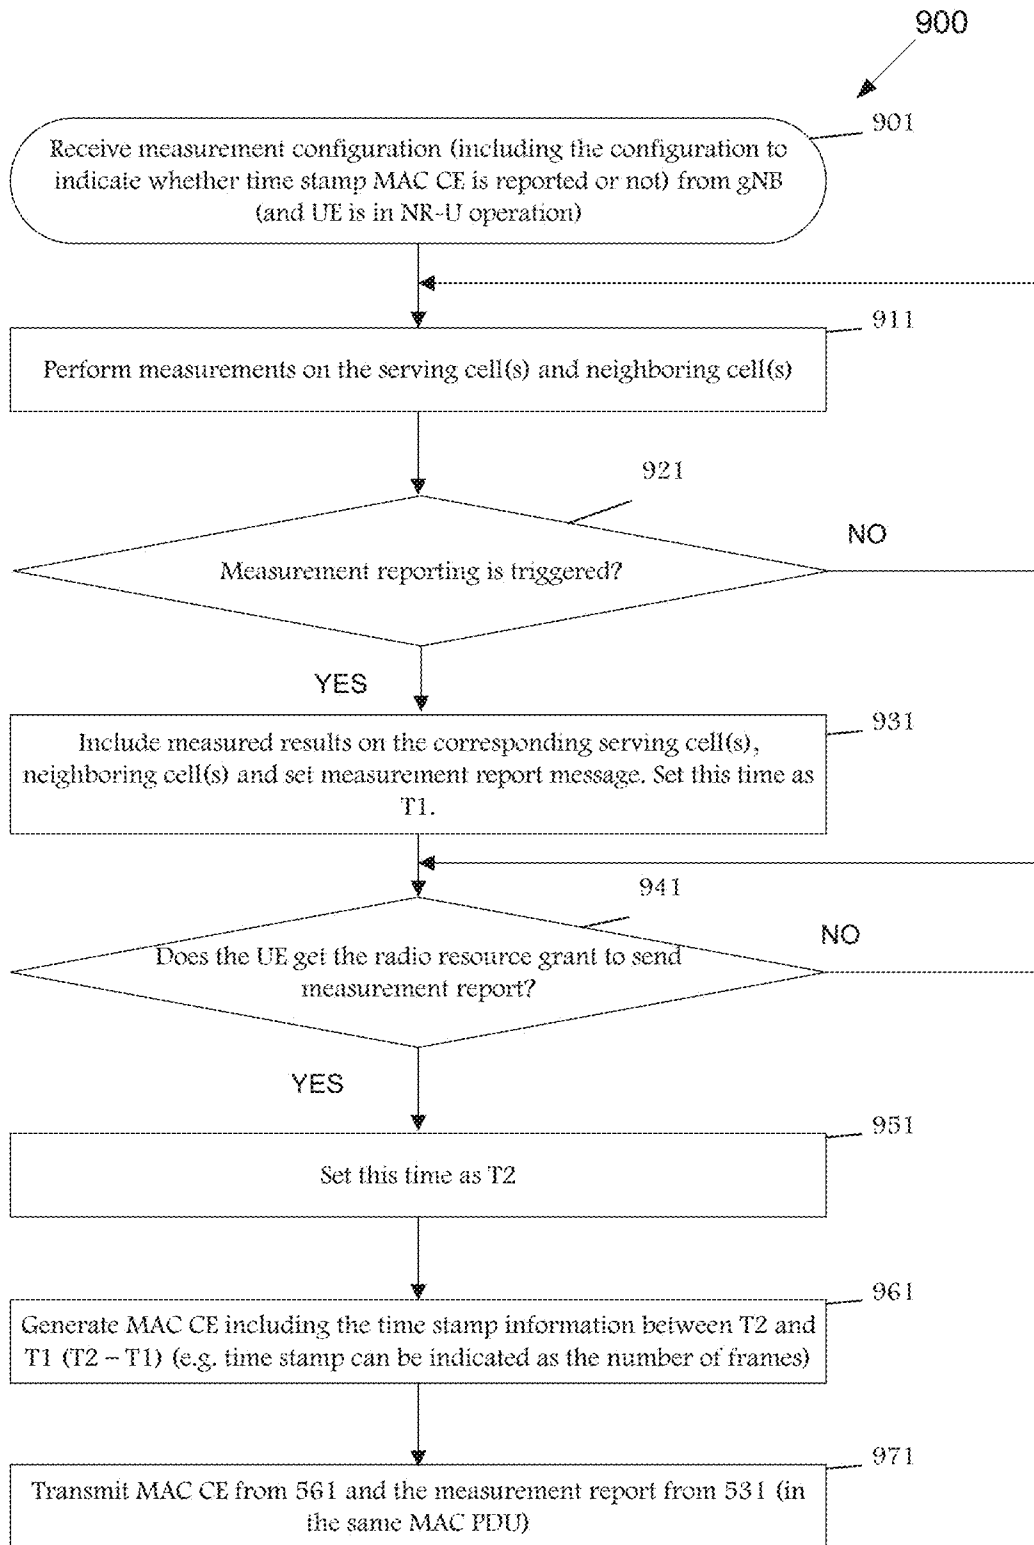 900
901
Receive measurement configuration (including the configuration to
indicate whether time stamp MAC CE is reported or not) from gNB
(and UE is in NR-U operation)
911
Perform measurements on the serving cell(s) and neighboring cell(s)
921
NO
Measurement reporting is triggered?
YES
931
Include measured results on the corresponding serving cell(s),
neighboring cell(s) and set measurement report message. Set this time as
T1.
941
NO
Does the UE get the radio resource grant to send
measurement report?
YES
951
Set this time as T2
961
Generate MAC CE including the time stamp information between T2 and
T1 (T2 – T1) (e.g. time stamp can be indicated as the number of frames)
971
Transmit MAC CE from 561 and the measurement report from 531 (in
the same MAC PDU)